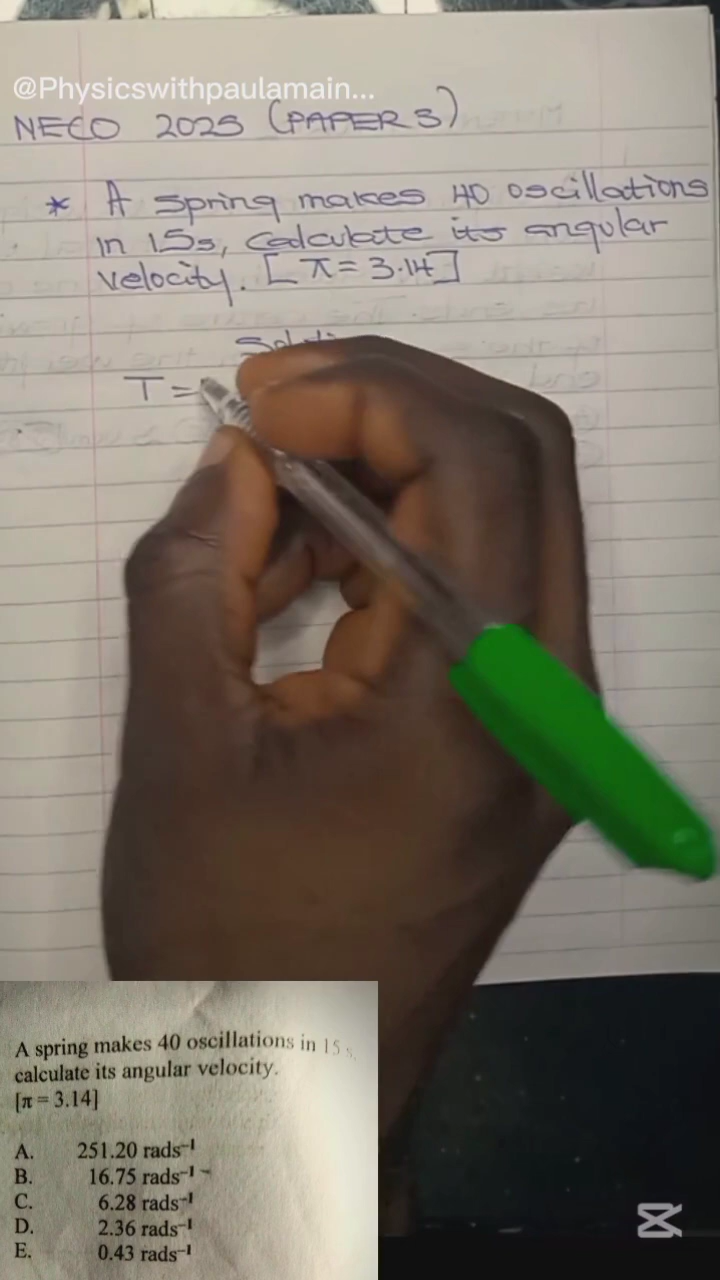 @Physicswithpaulamain...
NECO 2025 (PAPER 3)
* A spring makes 40 oscillations
in 15s, Calculate its angular
velocity. [π = 3.14]
T =
A spring makes 40 oscillations in 15 s,
calculate its angular velocity.
[π = 3.14]
A. 251.20 rads⁻¹
B. 16.75 rads⁻¹
C. 6.28 rads⁻¹
D. 2.36 rads⁻¹
E. 0.43 rads⁻¹